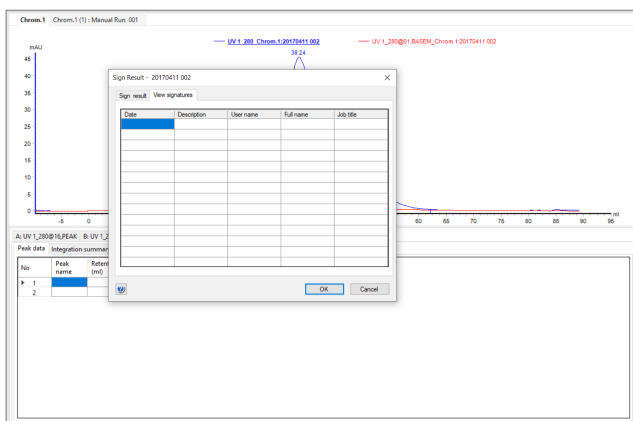 Chrom.1 Chrom.1 (1) : Manual Run 001
mAU
UV 1_280_Chrom.1:20170411 002
UV 1_280@01,BASEM_Chrom.1:20170411 002
38.24
45
40
35
30
25
20
15
10
5
0
-5 0 60 65 70 75 80 85 90 95 ml
Sign Result - 20170411 002
Sign result View signatures
Date Description User name Full name Job title
OK Cancel
A: UV 1_280@16,PEAK B: UV 1_2
Peak data Integration summar
No Peak name Retent (ml)
1
2